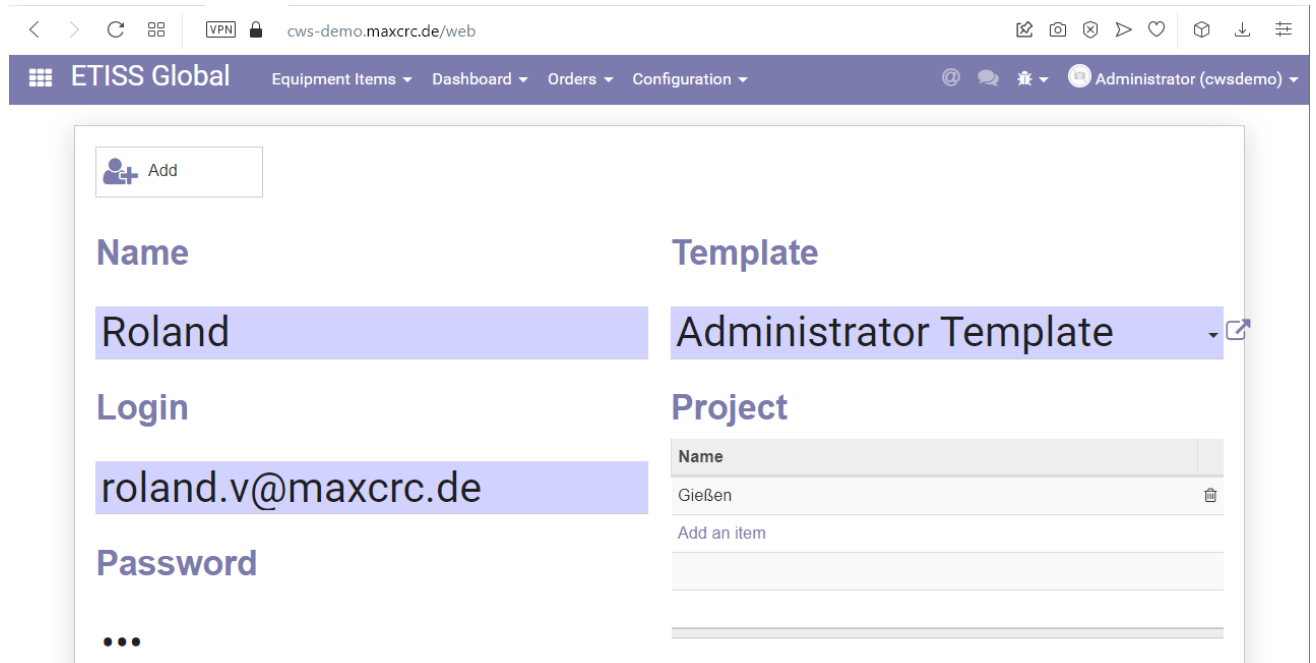 VPN cws-demo.maxcrc.de/web
ETISS Global Equipment Items Dashboard Orders Configuration @ Administrator (cwsdemo)
Add
Name
Roland
Login
roland.v@maxcrc.de
Password
•••
Template
Administrator Template
Project
Name
Gießen
Add an item